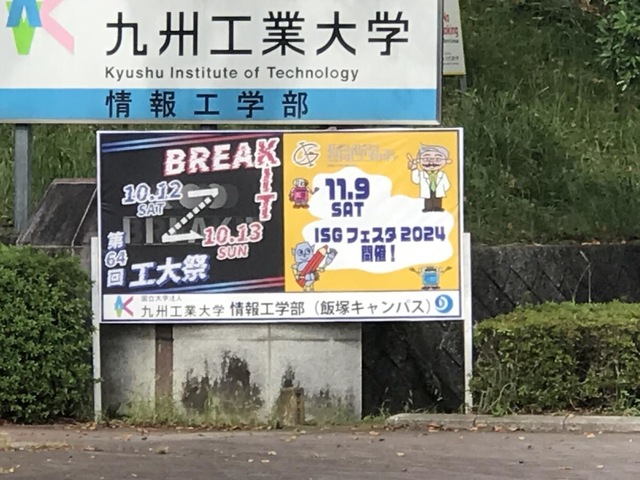 九州工業大学
Kyushu Institute of Technology
情報工学部
BREAK IT
10.12
SAT
10.13
SUN
第64回
工大祭
11.9
SAT
ISGフェスタ2024
開催!
国立大学法人
九州工業大学 情報工学部（飯塚キャンパス）